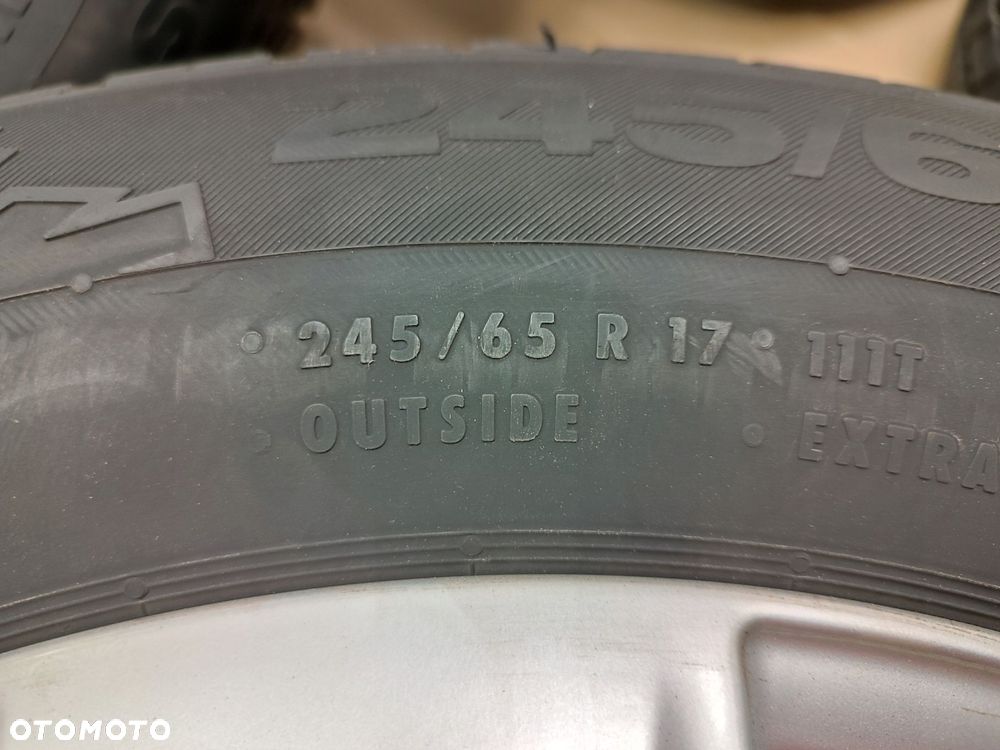 245/6
M
245/65 R 17 111T
OUTSIDE EXTRA
OTOMOTO